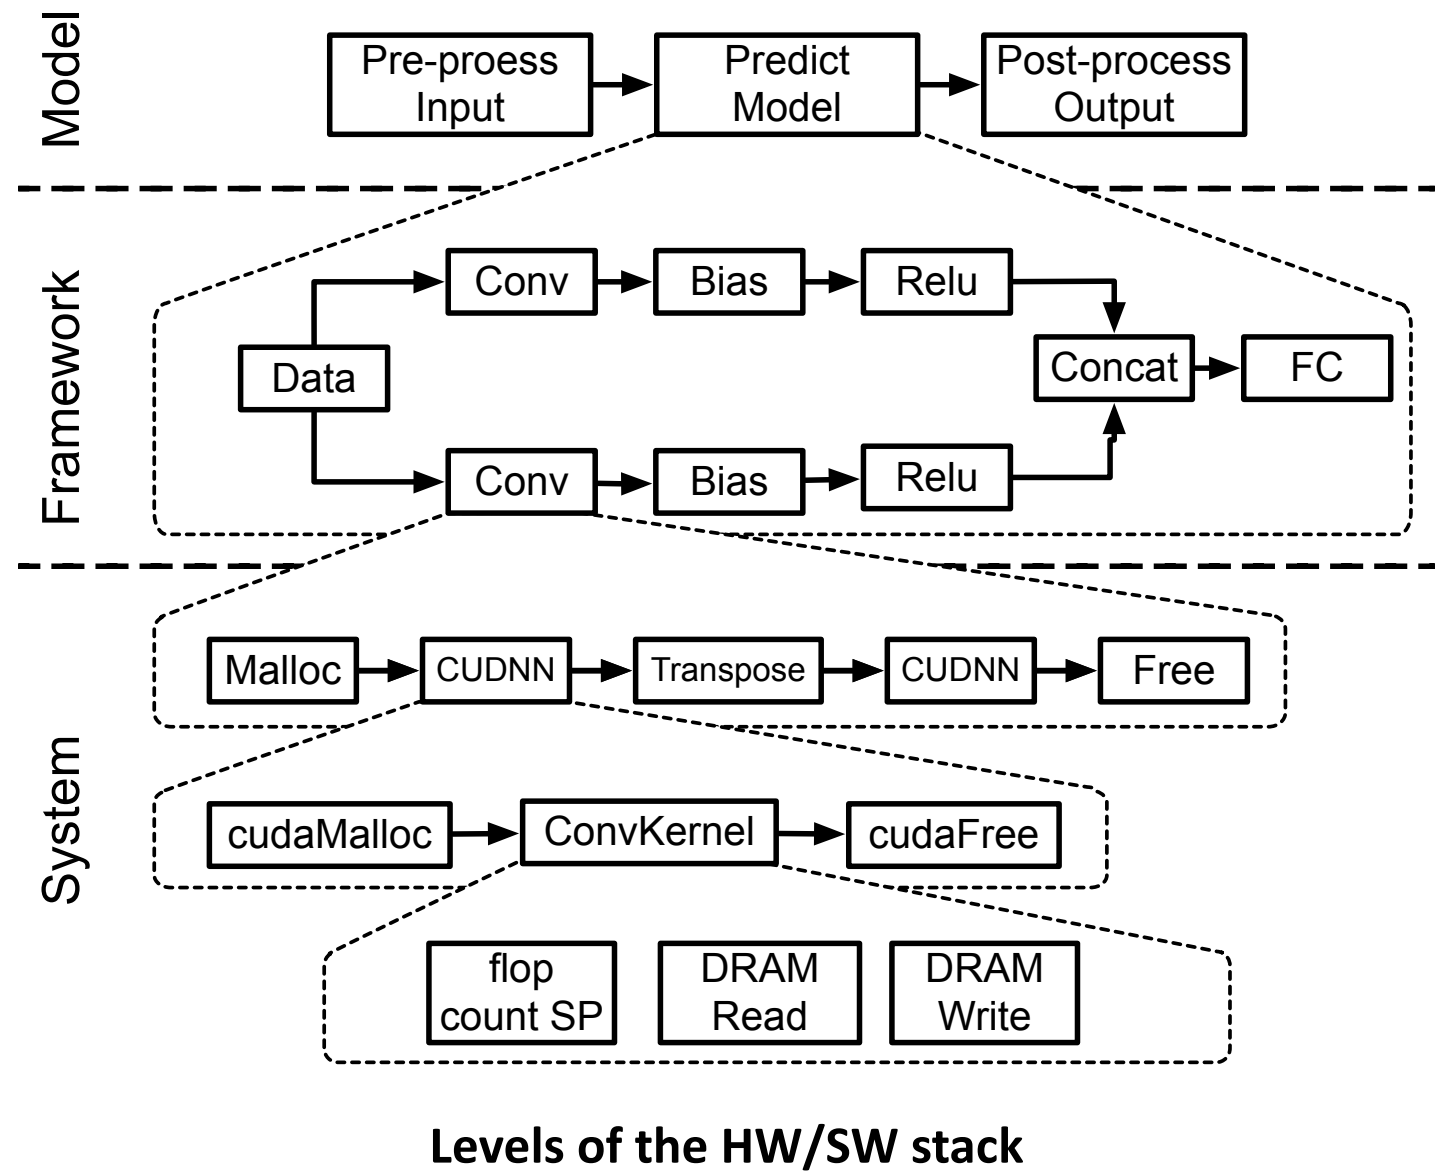 Model
Pre-proess
Input
Predict
Model
Post-process
Output
Framework
Conv
Bias
Relu
Data
Concat
FC
Conv
Bias
Relu
System
Malloc
CUDNN
Transpose
CUDNN
Free
cudaMalloc
ConvKernel
cudaFree
flop
count SP
DRAM
Read
DRAM
Write
Levels of the HW/SW stack